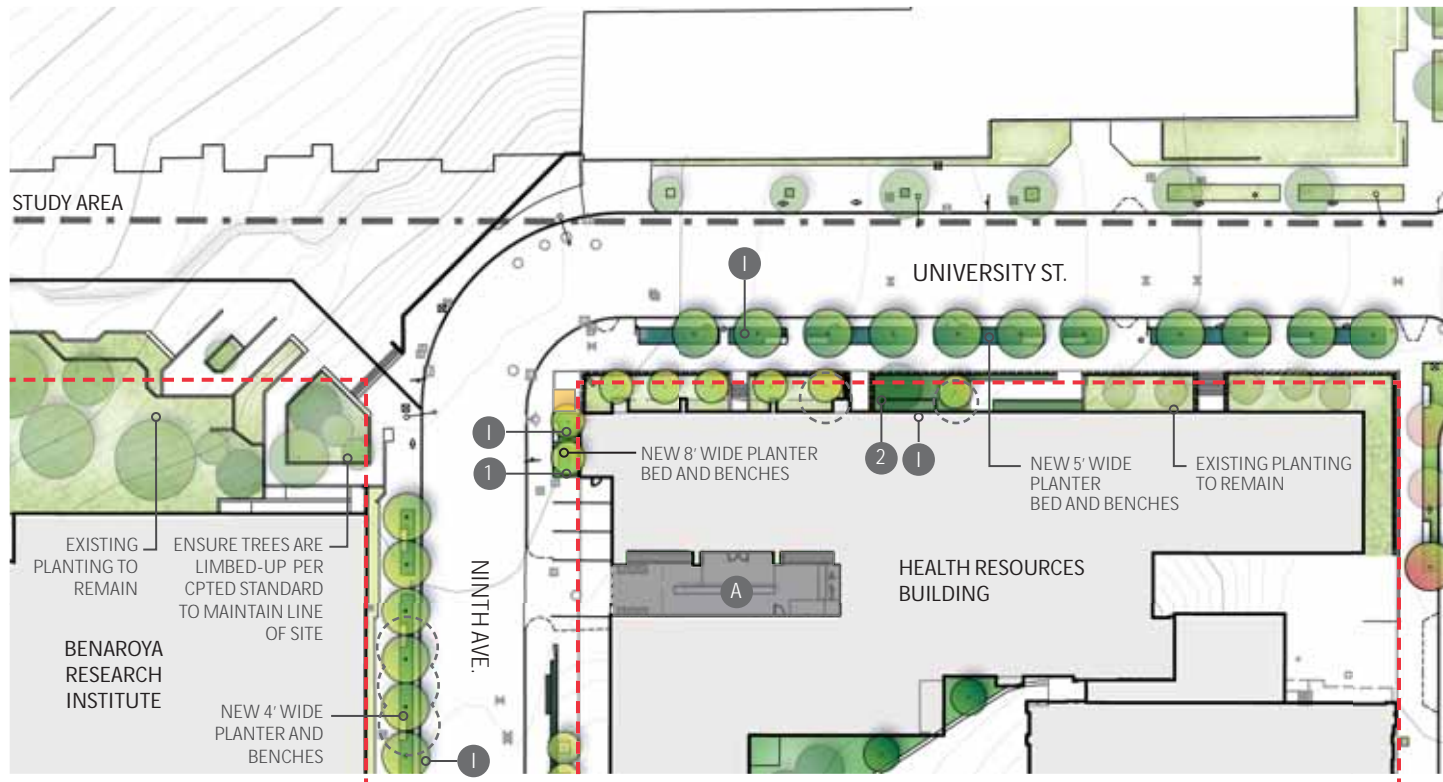 STUDY AREA
I
UNIVERSITY ST.
I
1
NEW 8' WIDE PLANTER
BED AND BENCHES
2
I
NEW 5' WIDE
PLANTER
BED AND BENCHES
EXISTING PLANTING
TO REMAIN
EXISTING
PLANTING TO
REMAIN
ENSURE TREES ARE
LIMBED-UP PER
CPTED STANDARD
TO MAINTAIN LINE
OF SITE
BENAROYA
RESEARCH
INSTITUTE
NINTH AVE.
A
HEALTH RESOURCES
BUILDING
NEW 4' WIDE
PLANTER AND
BENCHES
I